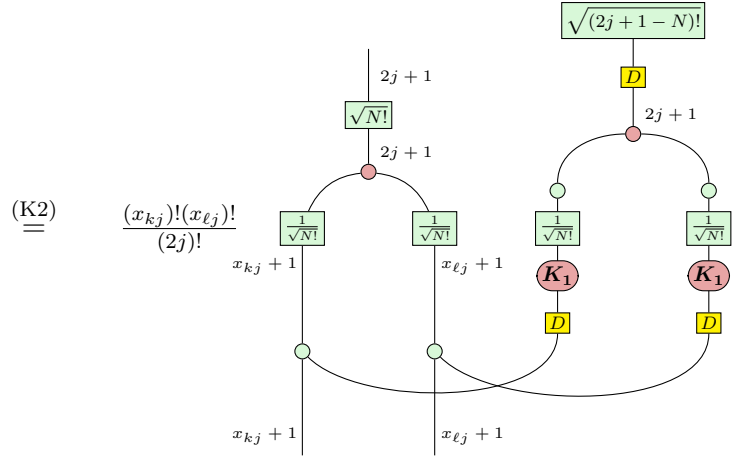 √(2j + 1 − N)!
2j + 1
D
√N!
2j + 1
2j + 1
(K2)
=
(x_{kj})!(x_{ℓj})!
(2j)!
1/√N!
1/√N!
1/√N!
1/√N!
x_{kj} + 1
x_{ℓj} + 1
K₁
K₁
D
D
x_{kj} + 1
x_{ℓj} + 1